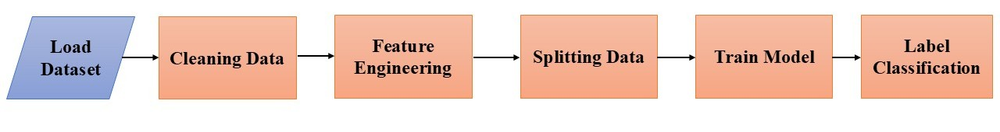 Load
Dataset
Cleaning Data
Feature
Engineering
Splitting Data
Train Model
Label
Classification